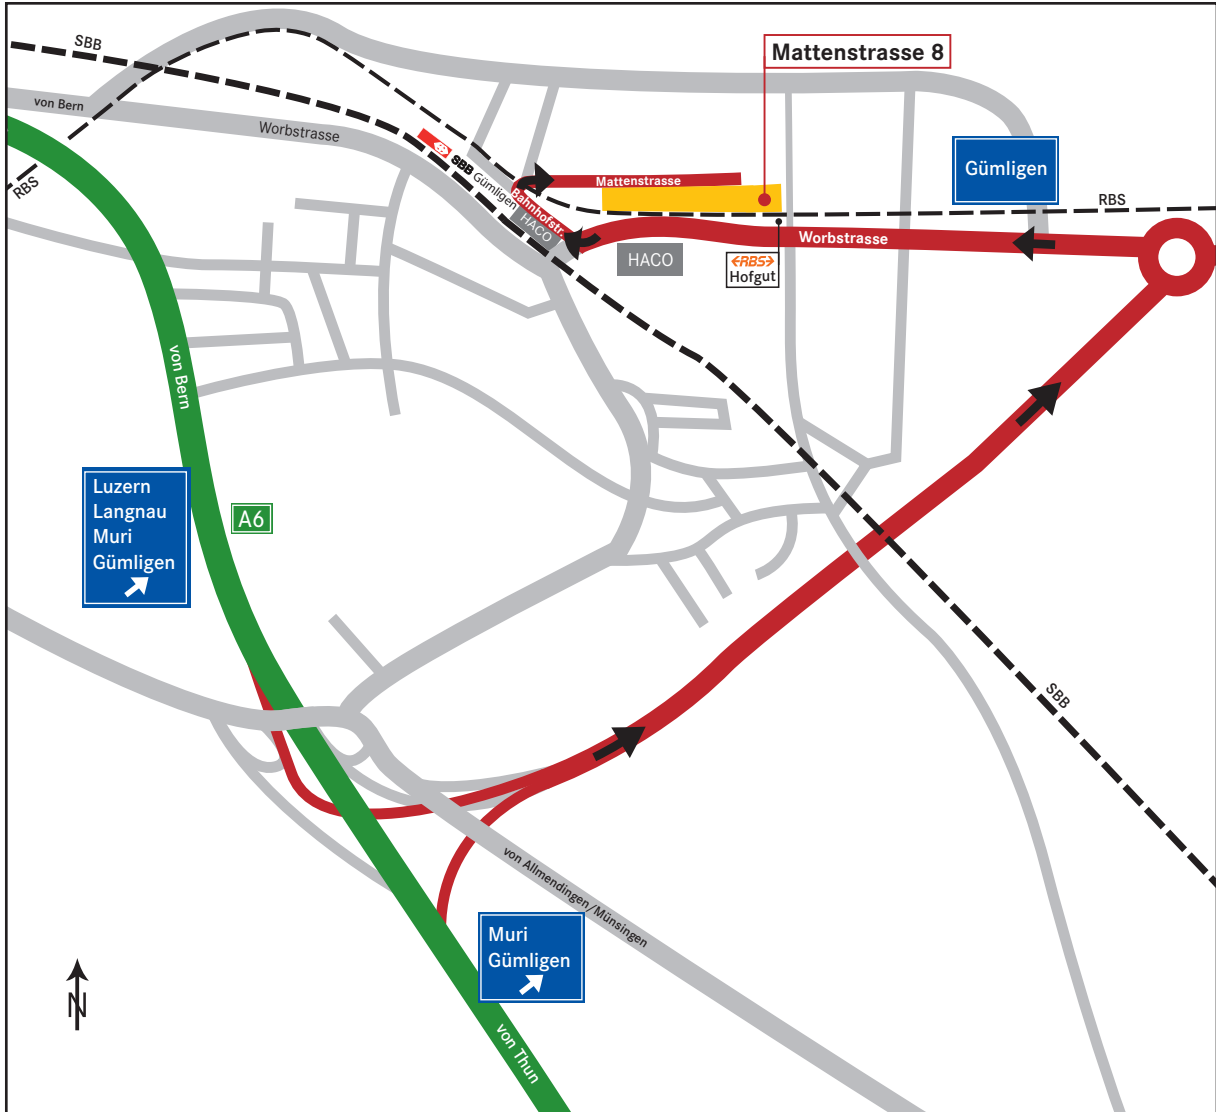 SBB
Mattenstrasse 8
von Bern
Worbstrasse
SBB Gümligen
Gümligen
RBS
Mattenstrasse
Bahnhofstr.
HACO
RBS
Worbstrasse
HACO
RBS
Hofgut
von Bern
Luzern
Langnau
Muri
Gümligen
A6
SBB
von Allmendingen/Münsingen
Muri
Gümligen
N
von Thun